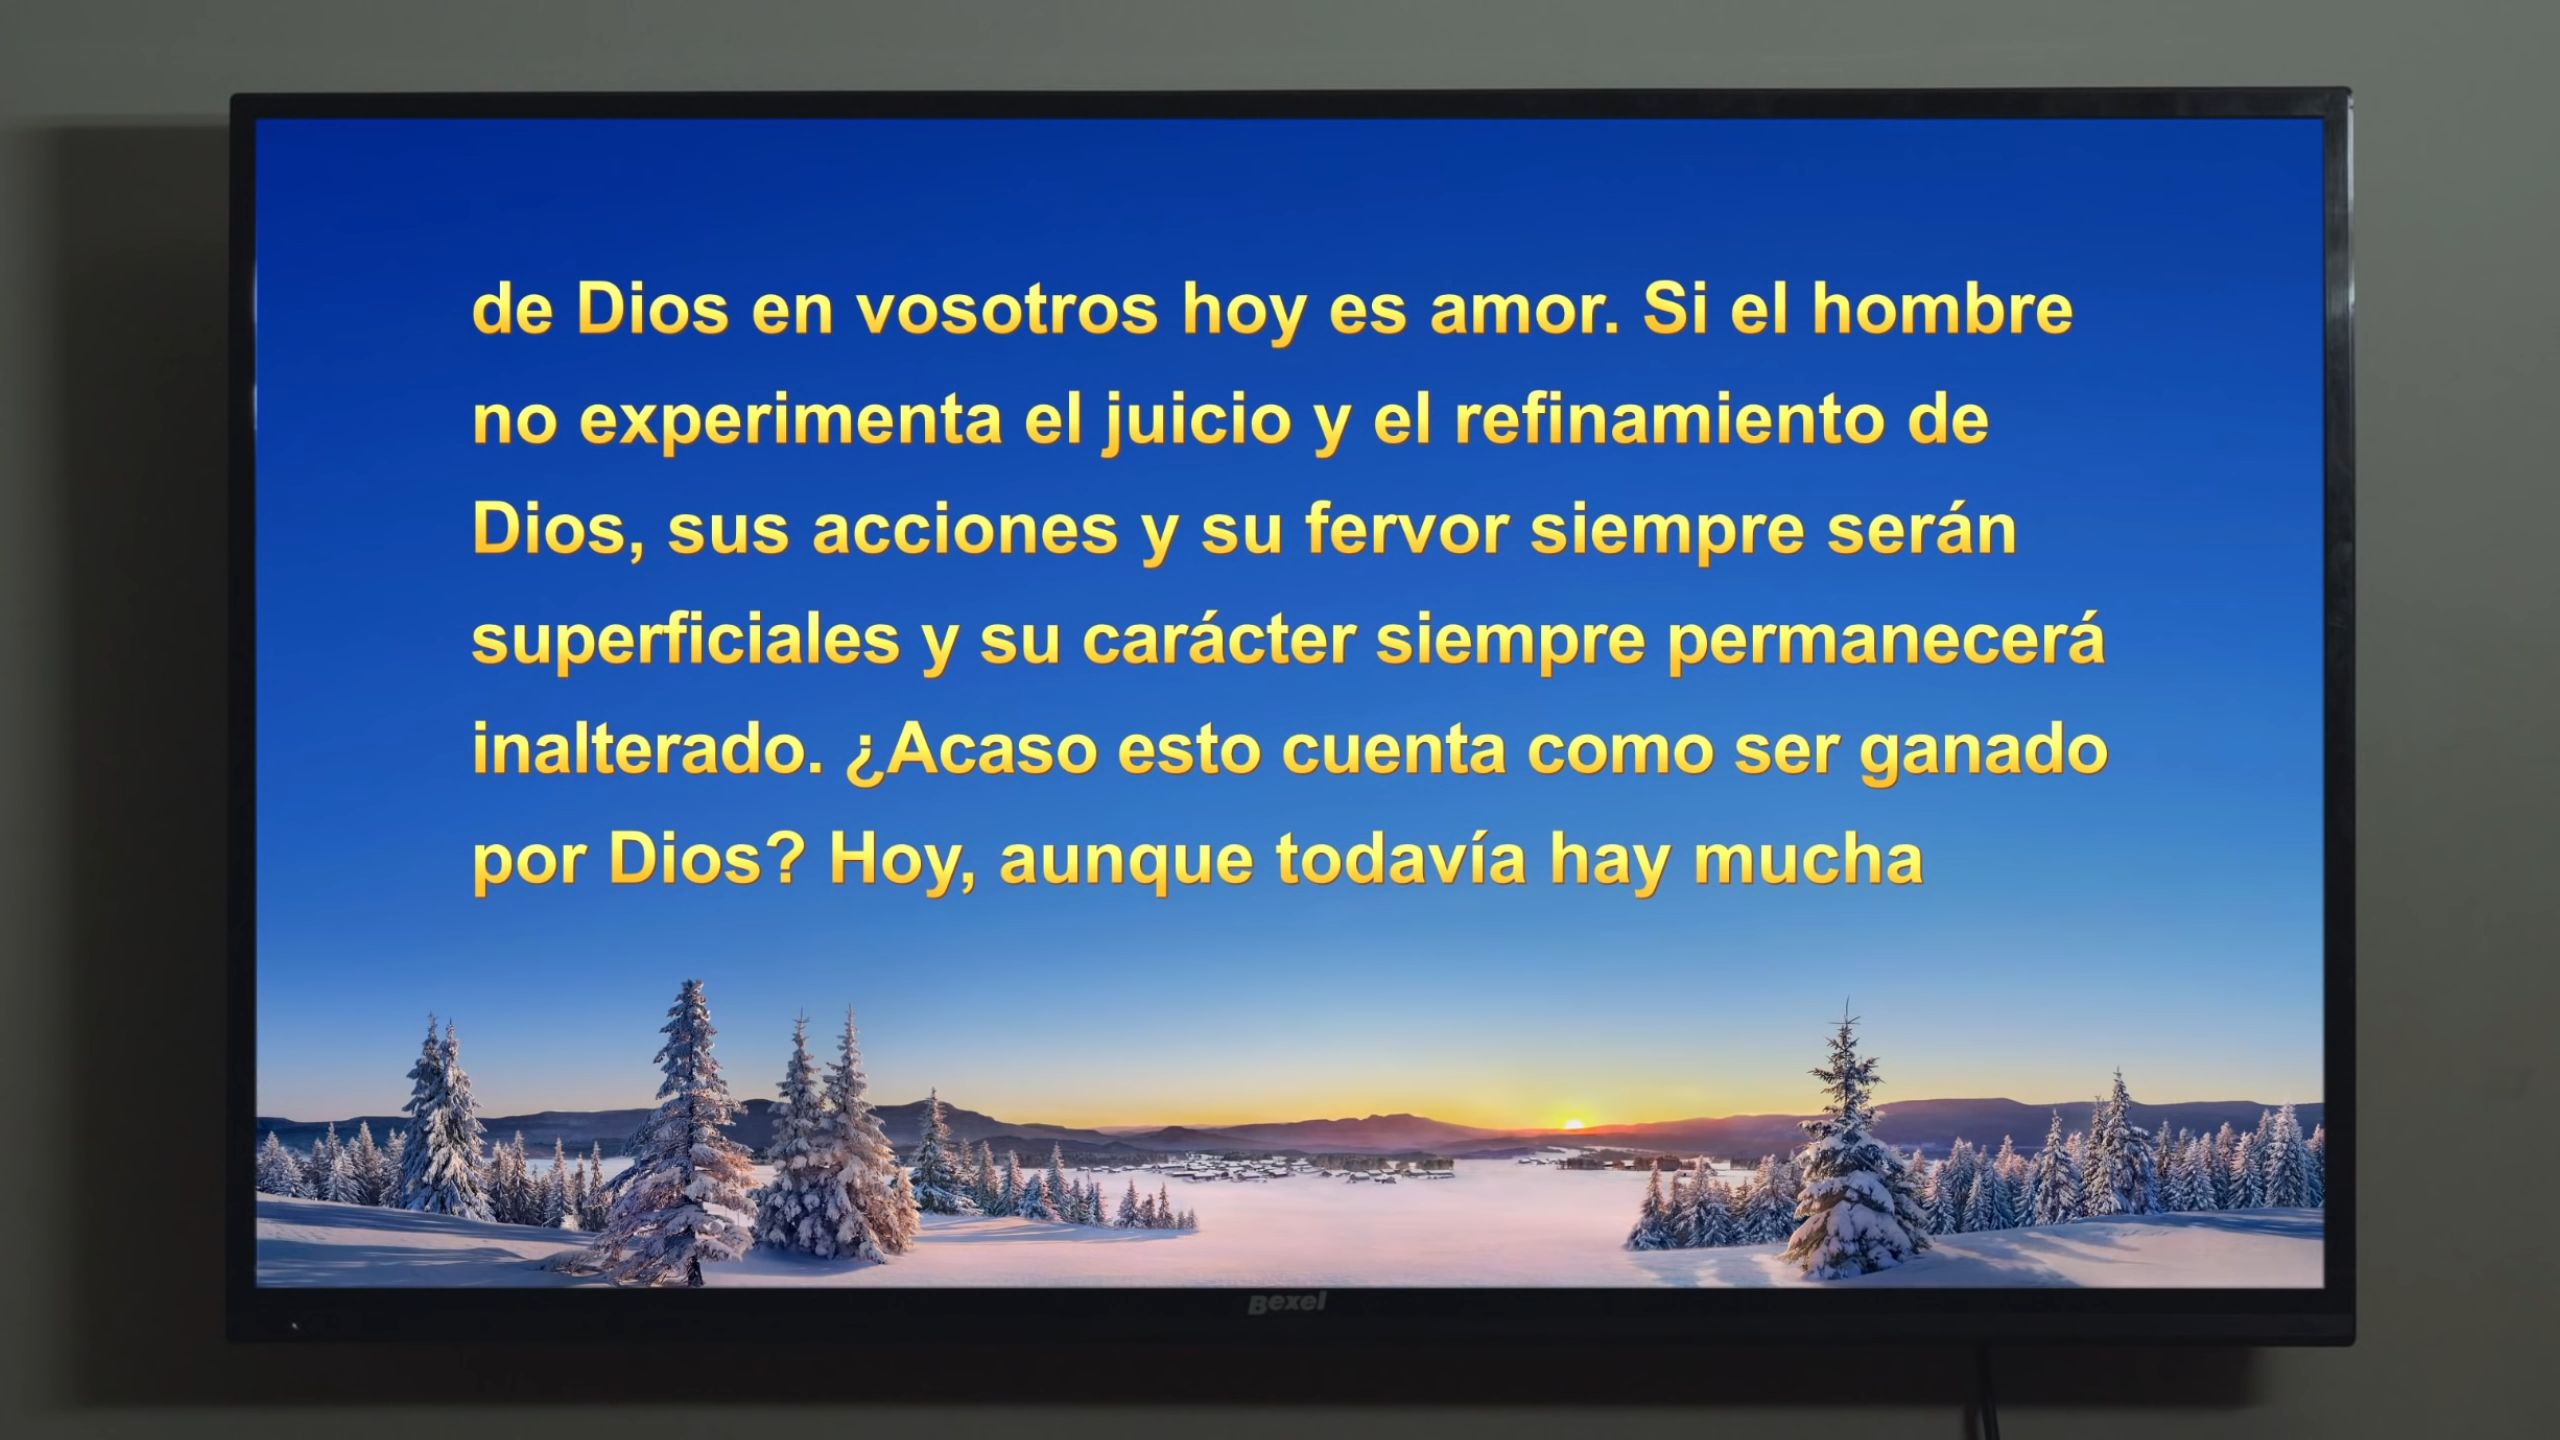 de Dios en vosotros hoy es amor. Si el hombre
no experimenta el juicio y el refinamiento de
Dios, sus acciones y su fervor siempre serán
superficiales y su carácter siempre permanecerá
inalterado. ¿Acaso esto cuenta como ser ganado
por Dios? Hoy, aunque todavía hay mucha
Bexel